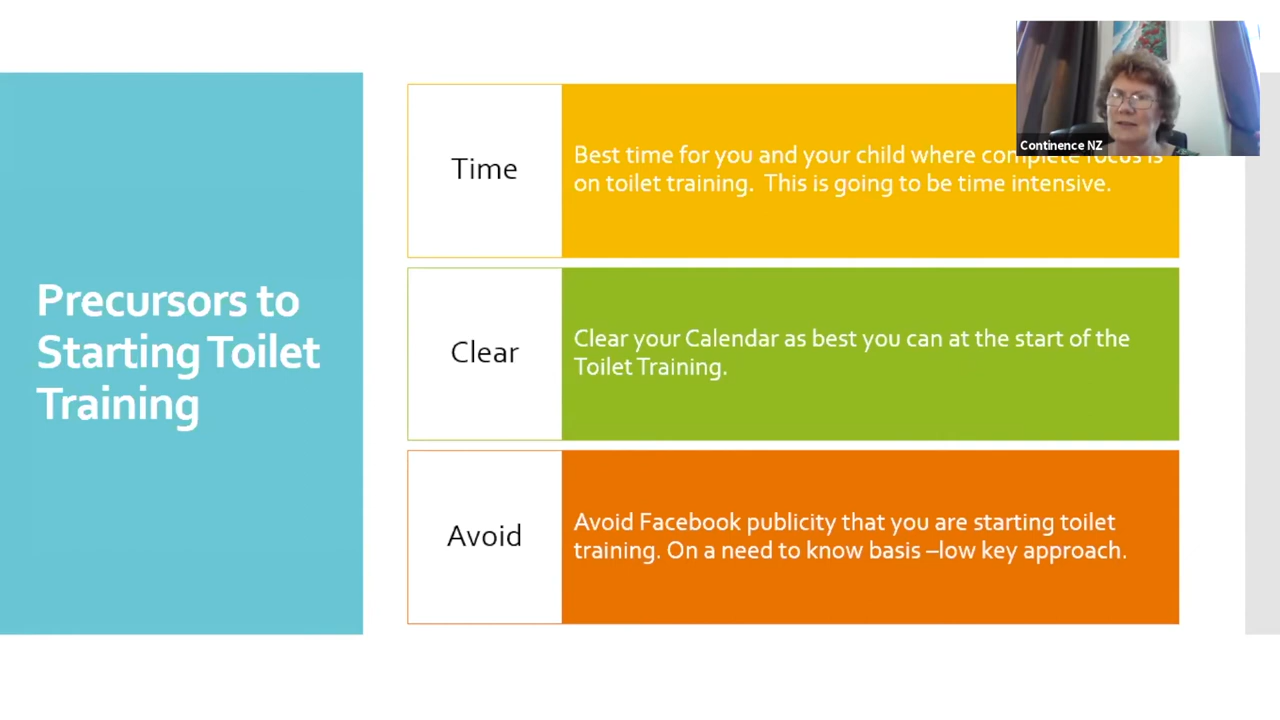 Precursors to
Starting Toilet
Training
Time
Best time for you and your child where complete focus is
on toilet training.  This is going to be time intensive.
Clear
Clear your Calendar as best you can at the start of the
Toilet Training.
Avoid
Avoid Facebook publicity that you are starting toilet
training. On a need to know basis –low key approach.
Continence NZ